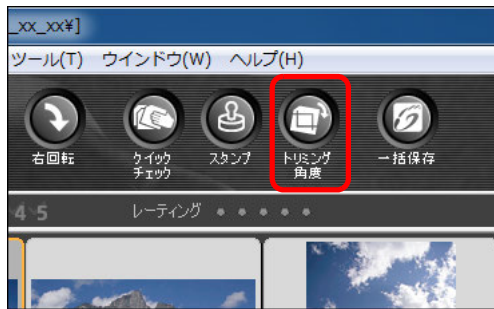 _xx_xx¥]
ツール(T) ウインドウ(W) ヘルプ(H)
右回転 クイック チェック スタンプ トリミング 角度 一括保存
4 5 レーティング